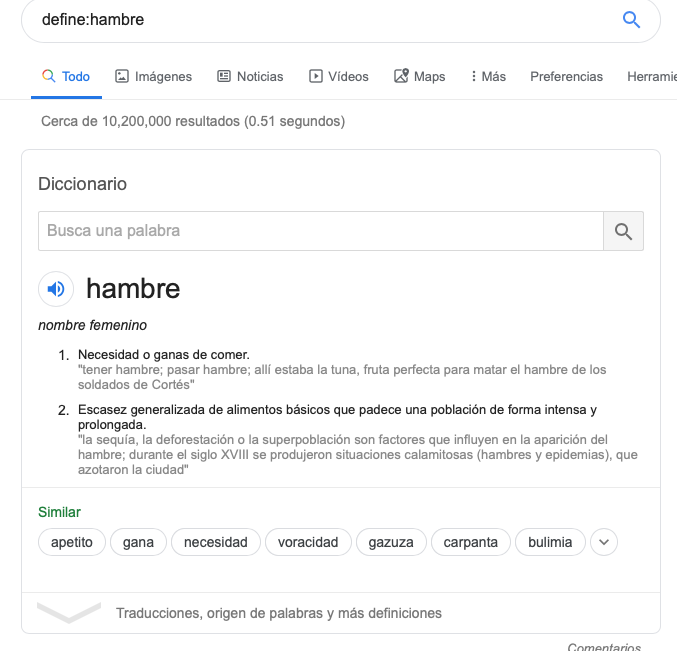 define:hambre
Todo Imágenes Noticias Vídeos Maps Más Preferencias
Cerca de 10,200,000 resultados (0.51 segundos)
Diccionario
Busca una palabra
hambre
nombre femenino
1. Necesidad o ganas de comer.
"tener hambre; pasar hambre; allí estaba la tuna, fruta perfecta para matar el hambre de los
soldados de Cortés"
2. Escasez generalizada de alimentos básicos que padece una población de forma intensa y
prolongada.
"la sequía, la deforestación o la superpoblación son factores que influyen en la aparición del
hambre; durante el siglo XVIII se produjeron situaciones calamitosas (hambres y epidemias), que
azotaron la ciudad"
Similar
apetito gana necesidad voracidad gazuza carpanta bulimia
Traducciones, origen de palabras y más definiciones
Comentarios